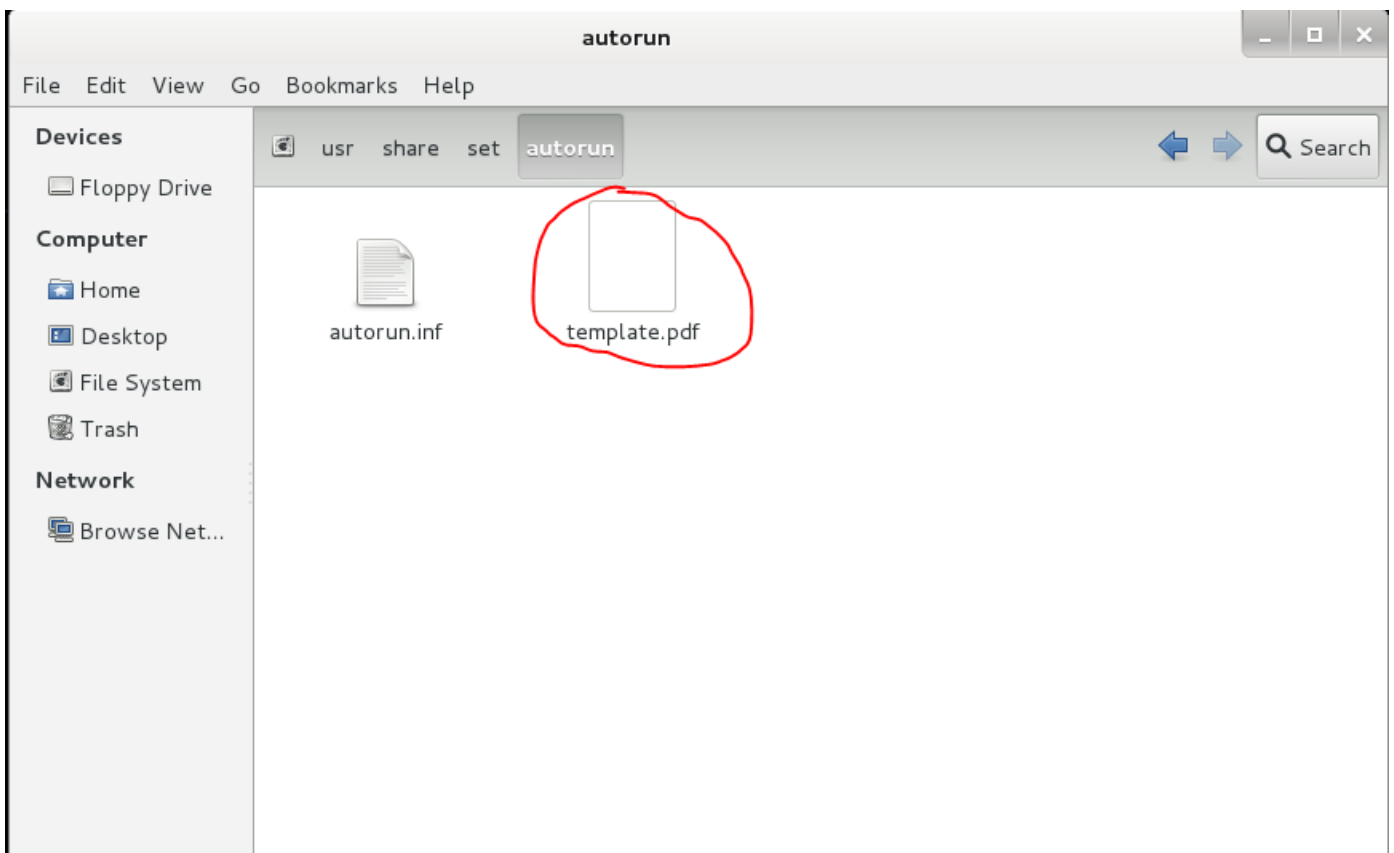 autorun
File Edit View Go Bookmarks Help
Devices
Floppy Drive
Computer
Home
Desktop
File System
Trash
Network
Browse Net...
usr share set autorun
Search
autorun.inf
template.pdf